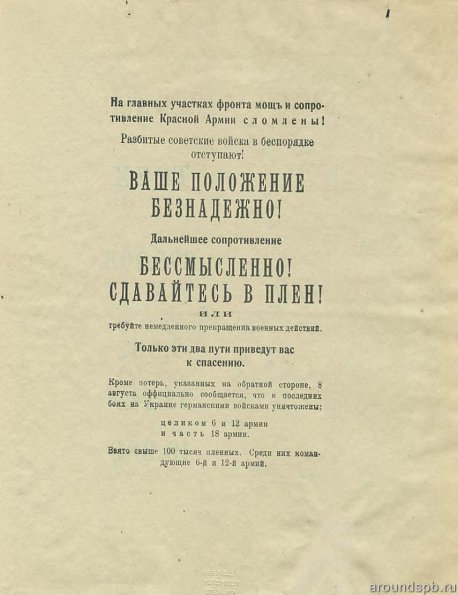 На главных участках фронта мощъ и сопро-
тивление Красной Армии сломлены!
Разбитые советские войска в беспорядке
отступают!
ВАШЕ ПОЛОЖЕНИЕ
БЕЗНАДЕЖНО!
Дальнейшее сопротивление
БЕССМЫСЛЕННО!
СДАВАЙТЕСЬ В ПЛЕН!
ИЛИ
требуйте немедленного прекращения военных действий.
Только эти два пути приведут вас
к спасению.
Кроме потерь, указанных на обратной стороне, 8
августа оффициально сообщается, что в последних
боях на Украине германскими войсками уничтожены:
целиком 6 и 12 армии
и часть 18 армии.
Взято свыше 100 тысяч пленных. Среди них коман-
дующие 6-й и 12-й армий.
aroundspb.ru